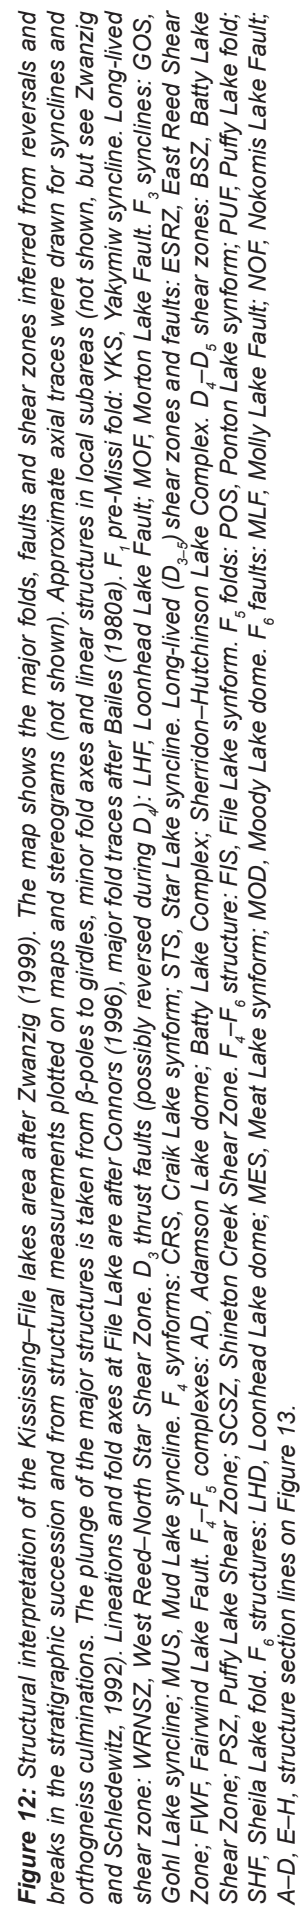 Figure 12: Structural interpretation of the Kississing–File lakes area after Zwanzig (1999). The map shows the major folds, faults and shear zones inferred from reversals and
breaks in the stratigraphic succession and from structural measurements plotted on maps and stereograms (not shown). Approximate axial traces were drawn for synclines and
orthogneiss culminations. The plunge of the major structures is taken from β-poles to girdles, minor fold axes and linear structures in local subareas (not shown, but see Zwanzig
and Schledewitz, 1992). Lineations and fold axes at File Lake are after Connors (1996), major fold traces after Bailes (1980a). F1 pre-Missi fold: YKS, Yakymiw syncline. Long-lived
shear zone: WRNSZ, West Reed–North Star Shear Zone. D3 thrust faults (possibly reversed during D4): LHF, Loonhead Lake Fault; MOF, Morton Lake Fault. F3 synclines: GOS,
Gohl Lake syncline; MUS, Mud Lake syncline. F4 synforms: CRS, Craik Lake synform; STS, Star Lake syncline. Long-lived (D3–5) shear zones and faults: ESRZ, East Reed Shear
Zone; FWF, Fairwind Lake Fault. F4–F5 complexes: AD, Adamson Lake dome; Batty Lake Complex; Sherridon–Hutchinson Lake Complex. D4–D5 shear zones: BSZ, Batty Lake
Shear Zone; PSZ, Puffy Lake Shear Zone; SCSZ, Shineton Creek Shear Zone. F4–F6 structure: FIS, File Lake synform. F5 folds: POS, Ponton Lake synform; PUF, Puffy Lake fold;
SHF, Sheila Lake fold. F6 structures: LHD, Loonhead Lake dome; MES, Meat Lake synform; MOD, Moody Lake dome. F6 faults: MLF, Molly Lake Fault; NOF, Nokomis Lake Fault;
A–D, E–H, structure section lines on Figure 13.